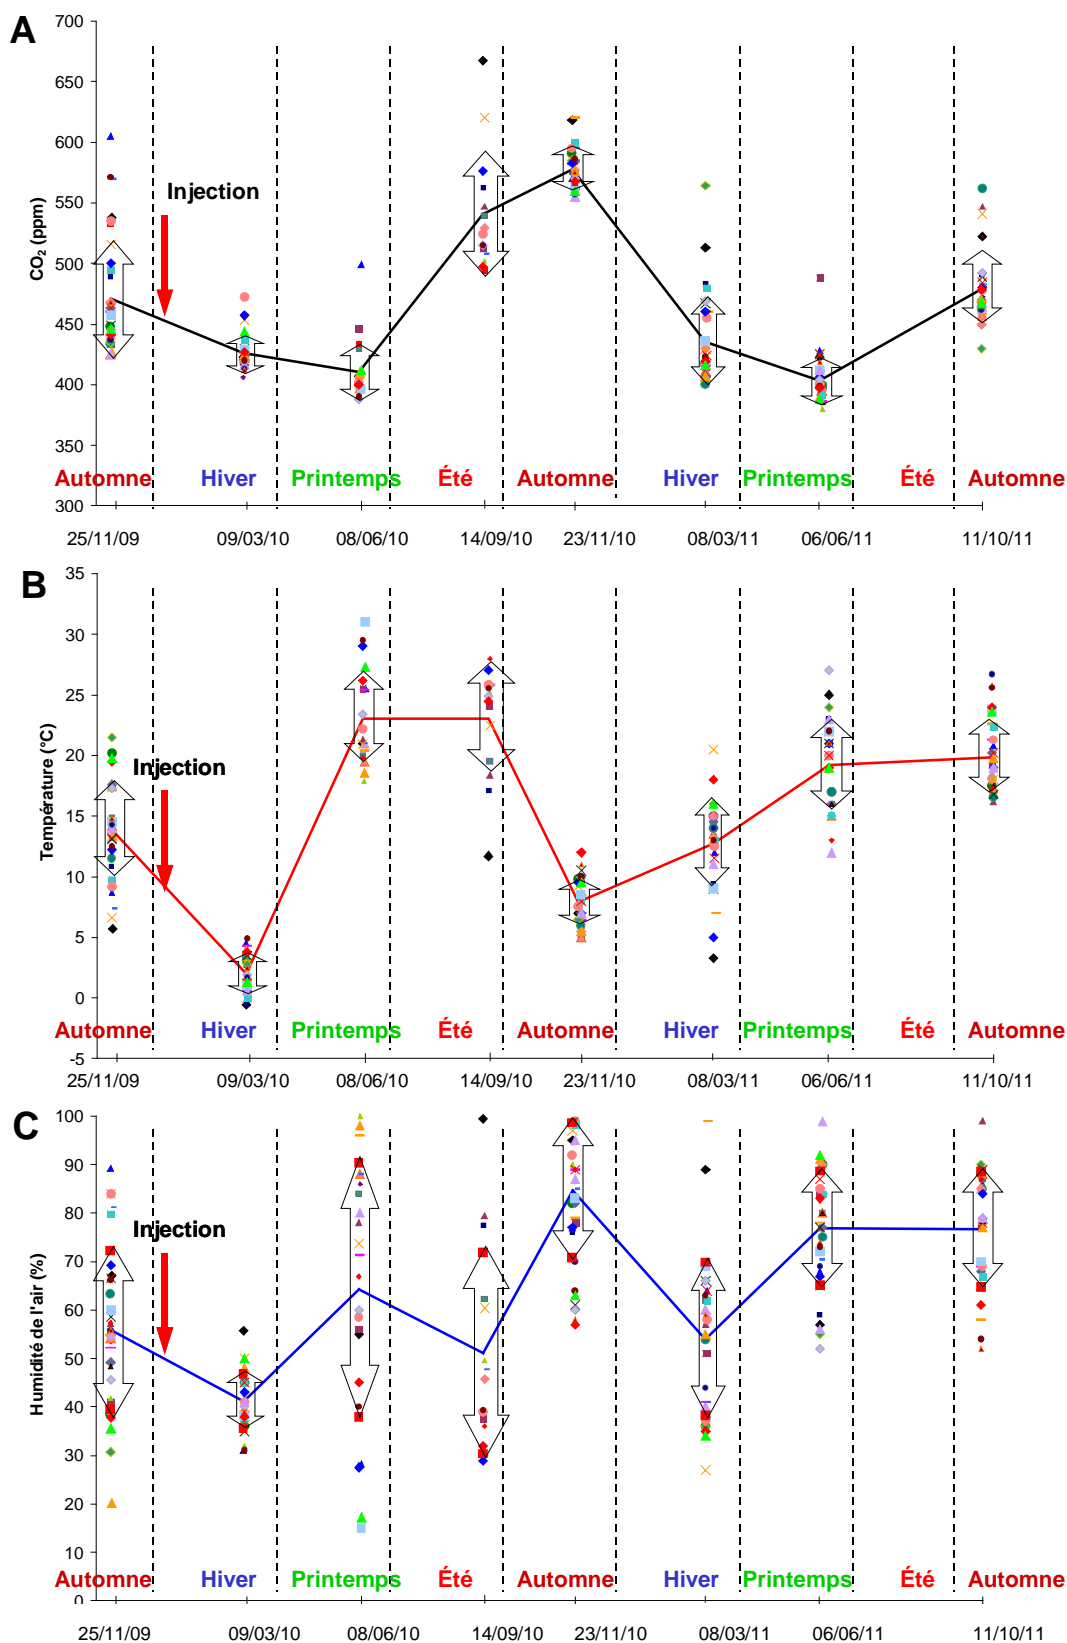 A
CO₂ (ppm)
700
650
600
550
500
450
400
350
300
Injection
Automne Hiver Printemps Été Automne Hiver Printemps Été Automne
25/11/09 09/03/10 08/06/10 14/09/10 23/11/10 08/03/11 06/06/11 11/10/11
B
Température (°C)
35
30
25
20
15
10
5
0
-5
Injection
Automne Hiver Printemps Été Automne Hiver Printemps Été Automne
25/11/09 09/03/10 08/06/10 14/09/10 23/11/10 08/03/11 06/06/11 11/10/11
C
Humidité de l'air (%)
100
90
80
70
60
50
40
30
20
10
0
Injection
Automne Hiver Printemps Été Automne Hiver Printemps Été Automne
25/11/09 09/03/10 08/06/10 14/09/10 23/11/10 08/03/11 06/06/11 11/10/11